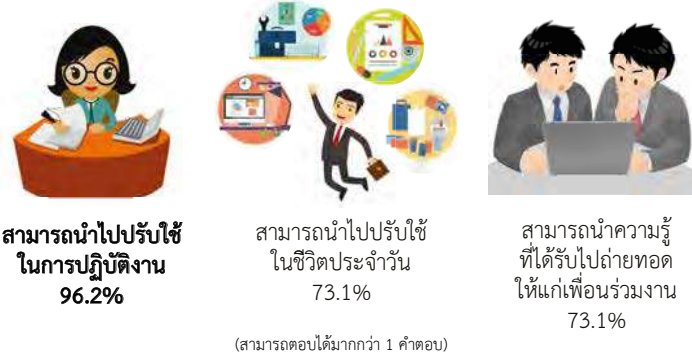 สามารถนำไปปรับใช้
ในการปฏิบัติงาน
96.2%
สามารถนำไปปรับใช้
ในชีวิตประจำวัน
73.1%
สามารถนำความรู้
ที่ได้รับไปถ่ายทอด
ให้แก่เพื่อนร่วมงาน
73.1%
(สามารถตอบได้มากกว่า 1 คำตอบ)